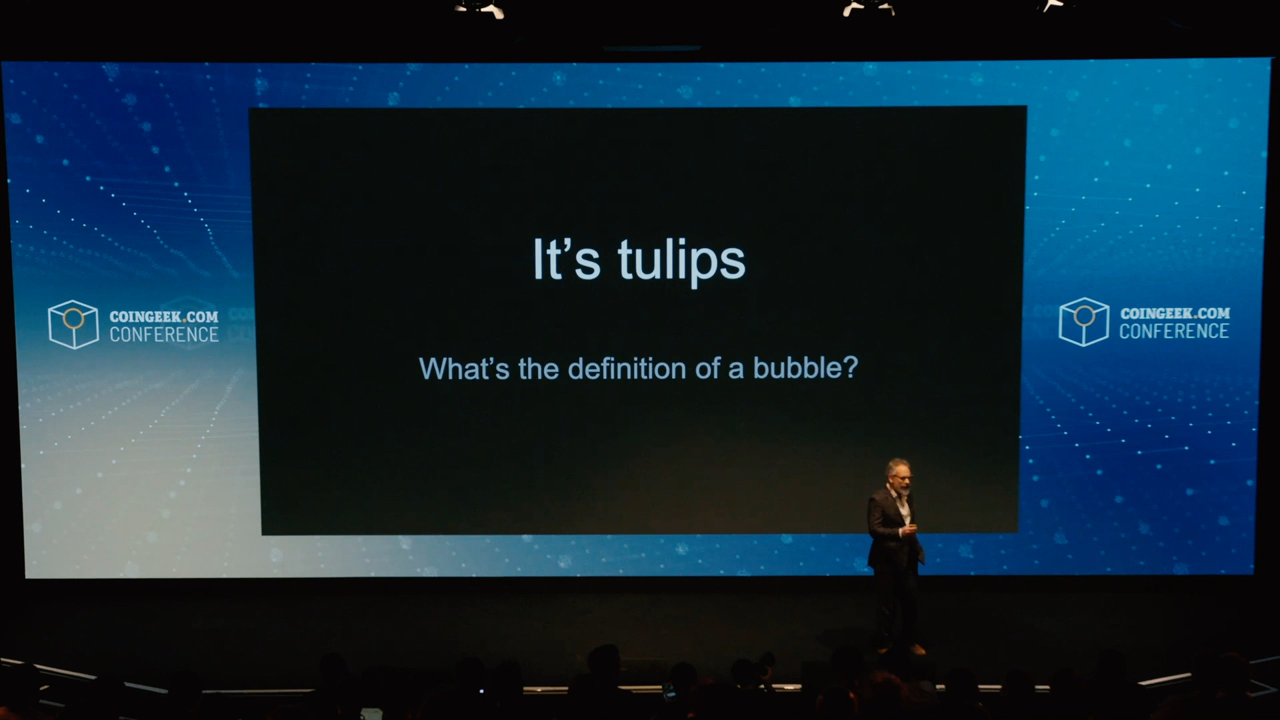 It’s tulips
What’s the definition of a bubble?
COINGEEK.COM
CONFERENCE
COINGEEK.COM
CONFERENCE